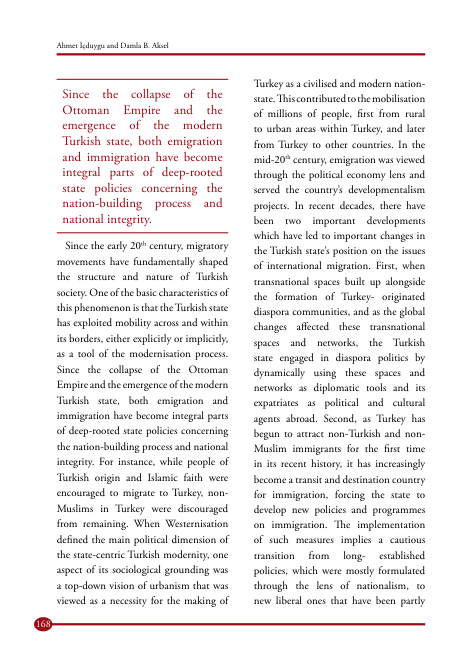 Ahmet İçduygu and Damla B. Aksel
Since the collapse of the
Ottoman Empire and the
emergence of the modern
Turkish state, both emigration
and immigration have become
integral parts of deep-rooted
state policies concerning the
nation-building process and
national integrity.
Since the early 20th century, migratory
movements have fundamentally shaped
the structure and nature of Turkish
society. One of the basic characteristics of
this phenomenon is that the Turkish state
has exploited mobility across and within
its borders, either explicitly or implicitly,
as a tool of the modernisation process.
Since the collapse of the Ottoman
Empire and the emergence of the modern
Turkish state, both emigration and
immigration have become integral parts
of deep-rooted state policies concerning
the nation-building process and national
integrity. For instance, while people of
Turkish origin and Islamic faith were
encouraged to migrate to Turkey, non-
Muslims in Turkey were discouraged
from remaining. When Westernisation
defined the main political dimension of
the state-centric Turkish modernity, one
aspect of its sociological grounding was
a top-down vision of urbanism that was
viewed as a necessity for the making of
Turkey as a civilised and modern nation-
state. This contributed to the mobilisation
of millions of people, first from rural
to urban areas within Turkey, and later
from Turkey to other countries. In the
mid-20th century, emigration was viewed
through the political economy lens and
served the country's developmentalism
projects. In recent decades, there have
been two important developments
which have led to important changes in
the Turkish state's position on the issues
of international migration. First, when
transnational spaces built up alongside
the formation of Turkey- originated
diaspora communities, and as the global
changes affected these transnational
spaces and networks, the Turkish
state engaged in diaspora politics by
dynamically using these spaces and
networks as diplomatic tools and its
expatriates as political and cultural
agents abroad. Second, as Turkey has
begun to attract non-Turkish and non-
Muslim immigrants for the first time
in its recent history, it has increasingly
become a transit and destination country
for immigration, forcing the state to
develop new policies and programmes
on immigration. The implementation
of such measures implies a cautious
transition from long- established
policies, which were mostly formulated
through the lens of nationalism, to
new liberal ones that have been partly
168